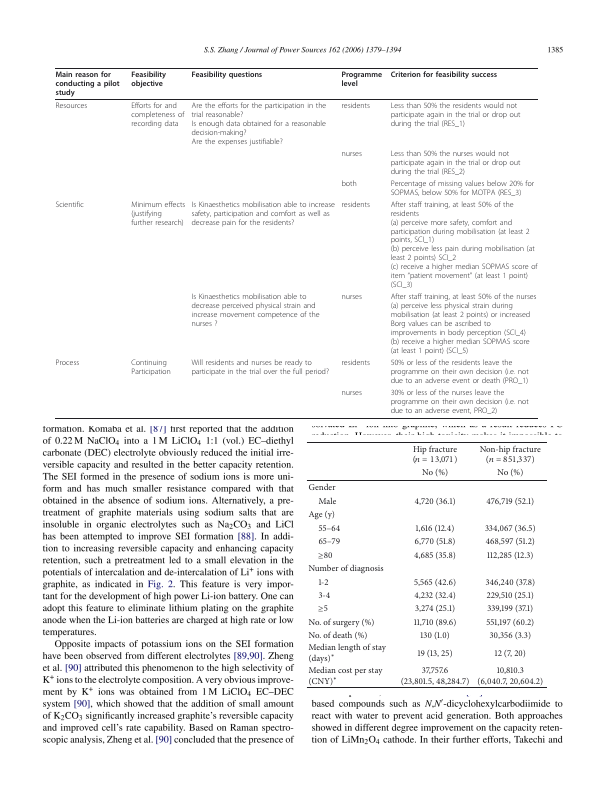 S.S. Zhang / Journal of Power Sources 162 (2006) 1379–1394
1385
Main reason for conducting a pilot study
Feasibility objective
Feasibility questions
Programme level
Criterion for feasibility success
Resources
Efforts for and completeness of recording data
Are the efforts for the participation in the trial reasonable?
Is enough data obtained for a reasonable decision-making?
Are the expenses justifiable?
residents
Less than 50% the residents would not participate again in the trial or drop out during the trial (RES_1)
nurses
Less than 50% the nurses would not participate again in the trial or drop out during the trial (RES_2)
both
Percentage of missing values below 20% for SOPMAS, below 50% for MOTPA (RES_3)
Scientific
Minimum effects (justifying further research)
Is Kinaesthetics mobilisation able to increase safety, participation and comfort as well as decrease pain for the residents?
residents
After staff training, at least 50% of the residents
(a) perceive more safety, comfort and participation during mobilisation (at least 2 points, SCI_1)
(b) perceive less pain during mobilisation (at least 2 points) SCI_2
(c) receive a higher median SOPMAS score of item "patient movement" (at least 1 point) (SCI_3)
Is Kinaesthetics mobilisation able to decrease perceived physical strain and increase movement competence of the nurses ?
nurses
After staff training, at least 50% of the nurses
(a) perceive less physical strain during mobilisation (at least 2 points) or increased Borg values can be ascribed to improvements in body perception (SCI_4)
(b) receive a higher median SOPMAS score (at least 1 point) (SCI_5)
Process
Continuing Participation
Will residents and nurses be ready to participate in the trial over the full period?
residents
50% or less of the residents leave the programme on their own decision (i.e. not due to an adverse event or death (PRO_1)
nurses
30% or less of the nurses leave the programme on their own decision (i.e. not due to an adverse event, PRO_2)
formation. Komaba et al. [87] first reported that the addition
of 0.22 M NaClO4 into a 1 M LiClO4 1:1 (vol.) EC–diethyl
carbonate (DEC) electrolyte obviously reduced the initial irre-
versible capacity and resulted in the better capacity retention.
The SEI formed in the presence of sodium ions is more uni-
form and has much smaller resistance compared with that
obtained in the absence of sodium ions. Alternatively, a pre-
treatment of graphite materials using sodium salts that are
insoluble in organic electrolytes such as Na2CO3 and LiCl
has been attempted to improve SEI formation [88]. In addi-
tion to increasing reversible capacity and enhancing capacity
retention, such a pretreatment led to a small elevation in the
potentials of intercalation and de-intercalation of Li+ ions with
graphite, as indicated in Fig. 2. This feature is very impor-
tant for the development of high power Li-ion battery. One can
adopt this feature to eliminate lithium plating on the graphite
anode when the Li-ion batteries are charged at high rate or low
temperatures.
Opposite impacts of potassium ions on the SEI formation
have been observed from different electrolytes [89,90]. Zheng
et al. [90] attributed this phenomenon to the high selectivity of
K+ ions to the electrolyte composition. A very obvious improve-
ment by K+ ions was obtained from 1 M LiClO4 EC–DEC
system [90], which showed that the addition of small amount
of K2CO3 significantly increased graphite's reversible capacity
and improved cell's rate capability. Based on Raman spectro-
scopic analysis, Zheng et al. [90] concluded that the presence of
Hip fracture (n = 13,071)
Non-hip fracture (n = 851,337)
No (%)
No (%)
Gender
Male 4,720 (36.1) 476,719 (52.1)
Age (y)
55–64 1,616 (12.4) 334,067 (36.5)
65–79 6,770 (51.8) 468,597 (51.2)
≥80 4,685 (35.8) 112,285 (12.3)
Number of diagnosis
1-2 5,565 (42.6) 346,240 (37.8)
3-4 4,232 (32.4) 229,510 (25.1)
≥5 3,274 (25.1) 339,199 (37.1)
No. of surgery (%) 11,710 (89.6) 551,197 (60.2)
No. of death (%) 130 (1.0) 30,356 (3.3)
Median length of stay (days)* 19 (13, 25) 12 (7, 20)
Median cost per stay (CNY)* 37,757.6 (23,801.5, 48,284.7) 10,810.3 (6,040.7, 20,604.2)
based compounds such as N,N′-dicyclohexylcarbodiimide to
react with water to prevent acid generation. Both approaches
showed in different degree improvement on the capacity reten-
tion of LiMn2O4 cathode. In their further efforts, Takechi and